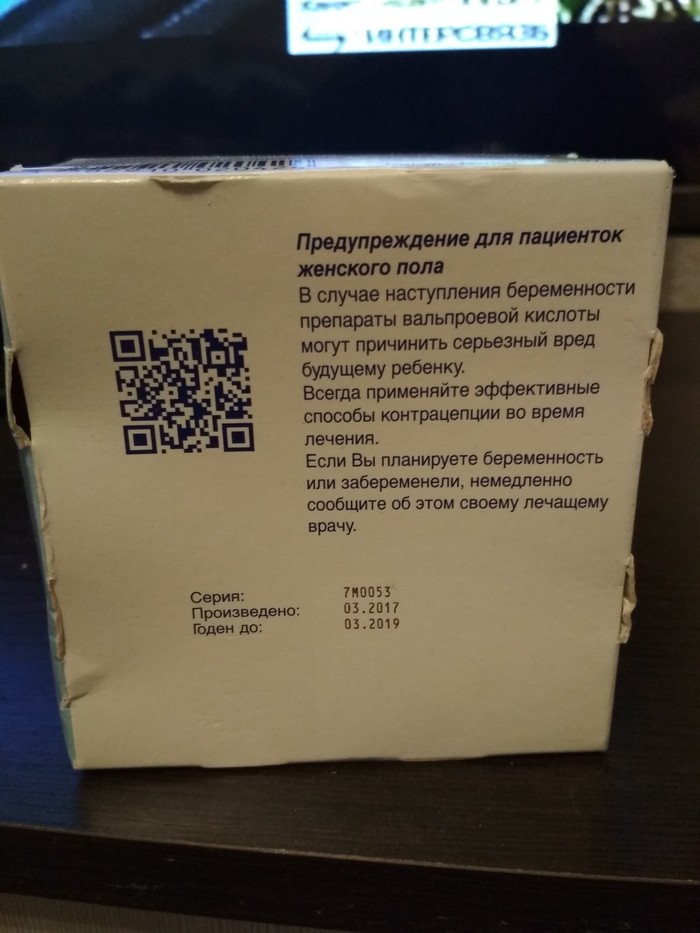 ИНТЕРСВЯЗЬ
Предупреждение для пациенток
женского пола
В случае наступления беременности
препараты вальпроевой кислоты
могут причинить серьезный вред
будущему ребенку.
Всегда применяйте эффективные
способы контрацепции во время
лечения.
Если Вы планируете беременность
или забеременели, немедленно
сообщите об этом своему лечащему
врачу.
Серия: 7M0053
Произведено: 03.2017
Годен до: 03.2019